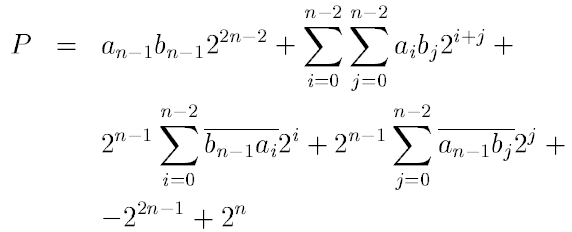 P = a_{n-1}b_{n-1}2^{2n-2} + \sum_{i=0}^{n-2} \sum_{j=0}^{n-2} a_i b_j 2^{i+j} +
2^{n-1} \sum_{i=0}^{n-2} \overline{b_{n-1}a_i} 2^i + 2^{n-1} \sum_{j=0}^{n-2} \overline{a_{n-1}b_j} 2^j +
-2^{2n-1} + 2^n